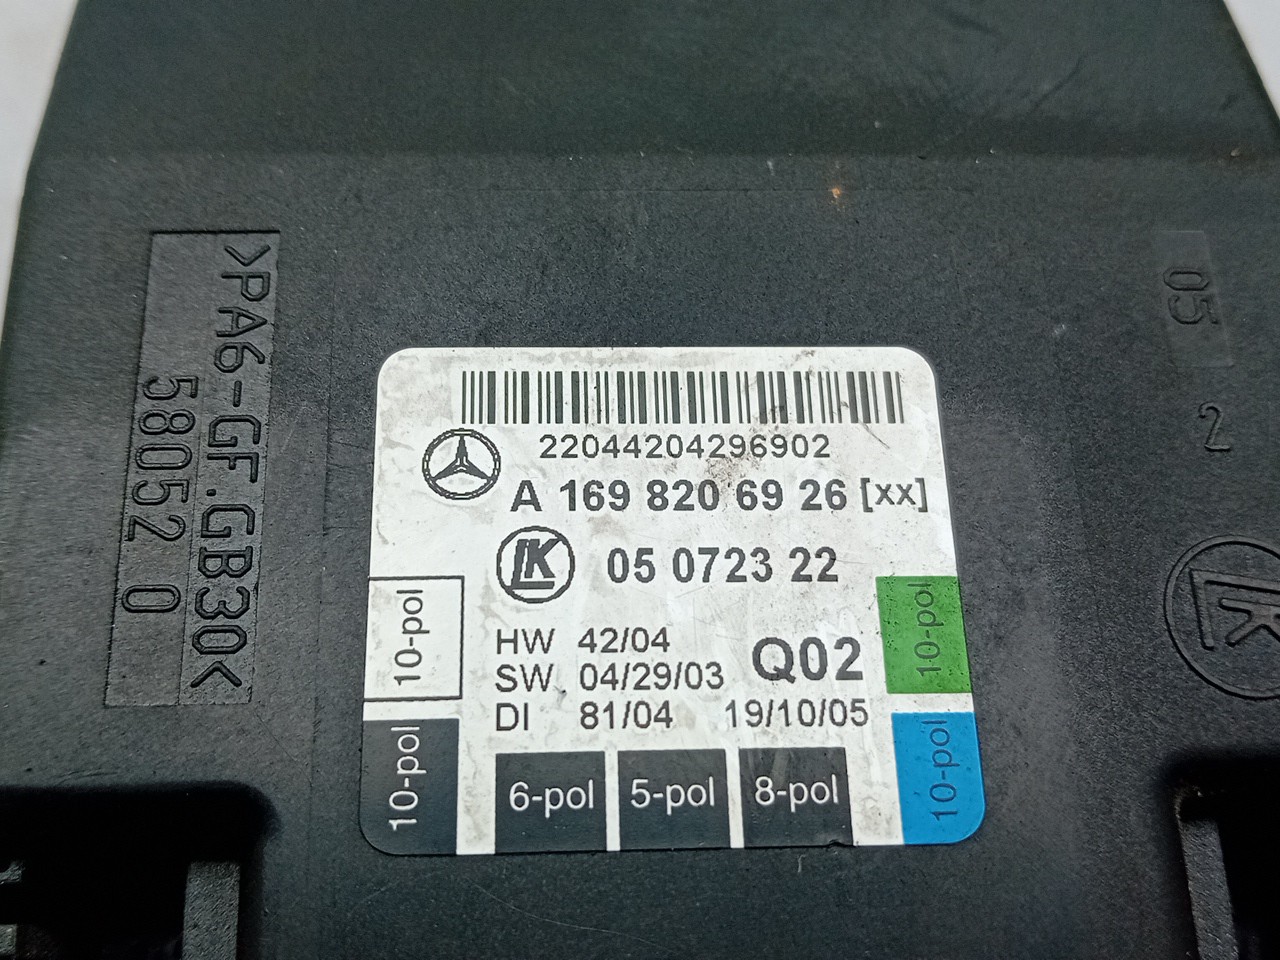 >PA6-GF.GB30<
58052 0
05
2
LK
22044204296902
A 169 820 69 26 [xx]
LK 05 0723 22
HW 42/04 Q02
SW 04/29/03
DI 81/04 19/10/05
10-pol
10-pol
6-pol
5-pol
8-pol
10-pol
10-pol